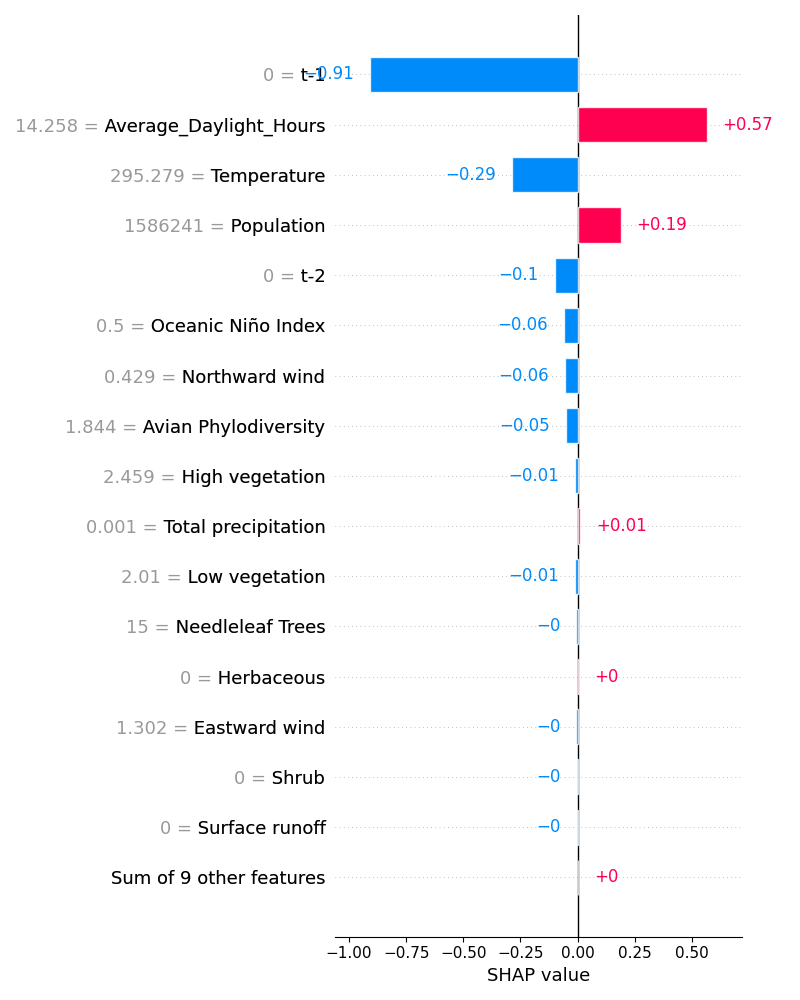 0 = t-1 −0.91
14.258 = Average_Daylight_Hours +0.57
295.279 = Temperature −0.29
1586241 = Population +0.19
0 = t-2 −0.1
0.5 = Oceanic Niño Index −0.06
0.429 = Northward wind −0.06
1.844 = Avian Phylodiversity −0.05
2.459 = High vegetation −0.01
0.001 = Total precipitation +0.01
2.01 = Low vegetation −0.01
15 = Needleleaf Trees −0
0 = Herbaceous +0
1.302 = Eastward wind −0
0 = Shrub −0
0 = Surface runoff −0
Sum of 9 other features +0
−1.00 −0.75 −0.50 −0.25 0.00 0.25 0.50
SHAP value